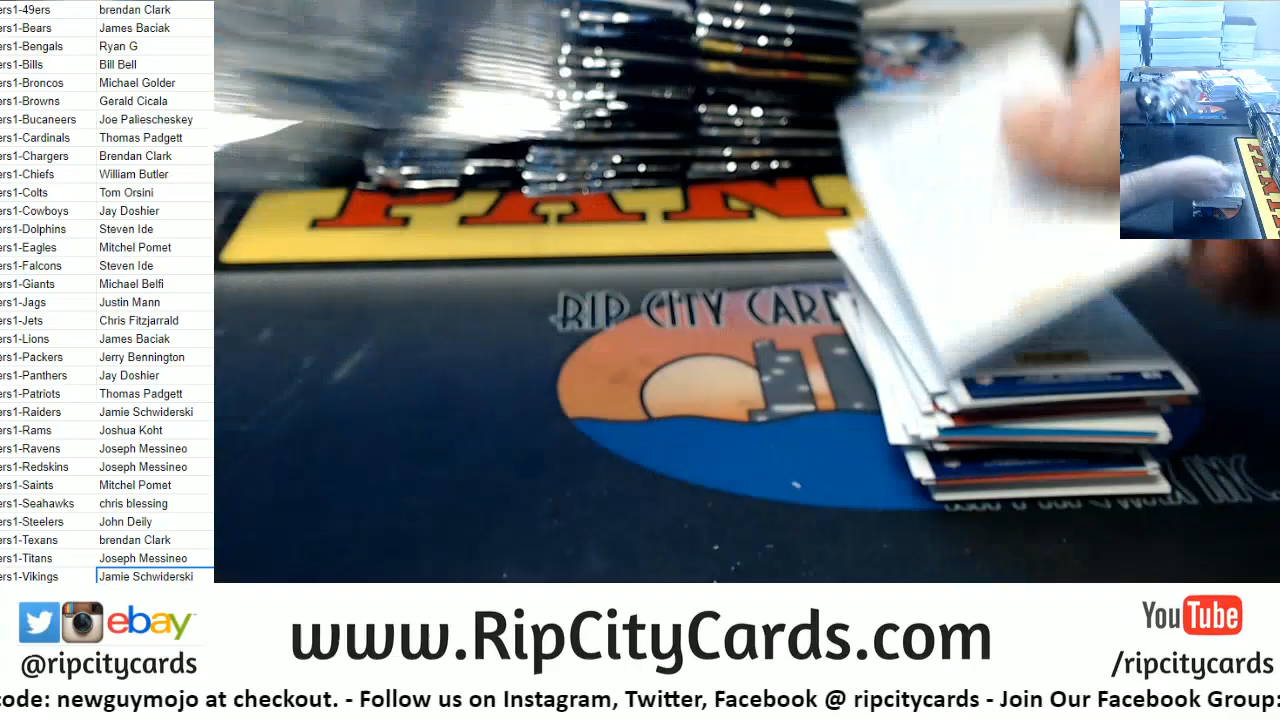 ers1-49ers brendan Clark
ers1-Bears James Baciak
ers1-Bengals Ryan G
ers1-Bills Bill Bell
ers1-Broncos Michael Golder
ers1-Browns Gerald Cicala
ers1-Bucaneers Joe Paliescheskey
ers1-Cardinals Thomas Padgett
ers1-Chargers Brendan Clark
ers1-Chiefs William Butler
ers1-Colts Tom Orsini
ers1-Cowboys Jay Doshier
ers1-Dolphins Steven Ide
ers1-Eagles Mitchel Pomet
ers1-Falcons Steven Ide
ers1-Giants Michael Belfi
ers1-Jags Justin Mann
ers1-Jets Chris Fitzjarrald
ers1-Lions James Baciak
ers1-Packers Jerry Bennington
ers1-Panthers Jay Doshier
ers1-Patriots Thomas Padgett
ers1-Raiders Jamie Schwiderski
ers1-Rams Joshua Koht
ers1-Ravens Joseph Messineo
ers1-Redskins Joseph Messineo
ers1-Saints Mitchel Pomet
ers1-Seahawks chris blessing
ers1-Steelers John Deily
ers1-Texans brendan Clark
ers1-Titans Joseph Messineo
ers1-Vikings Jamie Schwiderski
PAN
RIP CITY CARD
ebay
@ripcitycards
www.RipCityCards.com
YouTube
/ripcitycards
code: newguymojo at checkout. - Follow us on Instagram, Twitter, Facebook @ ripcitycards - Join Our Facebook Group: